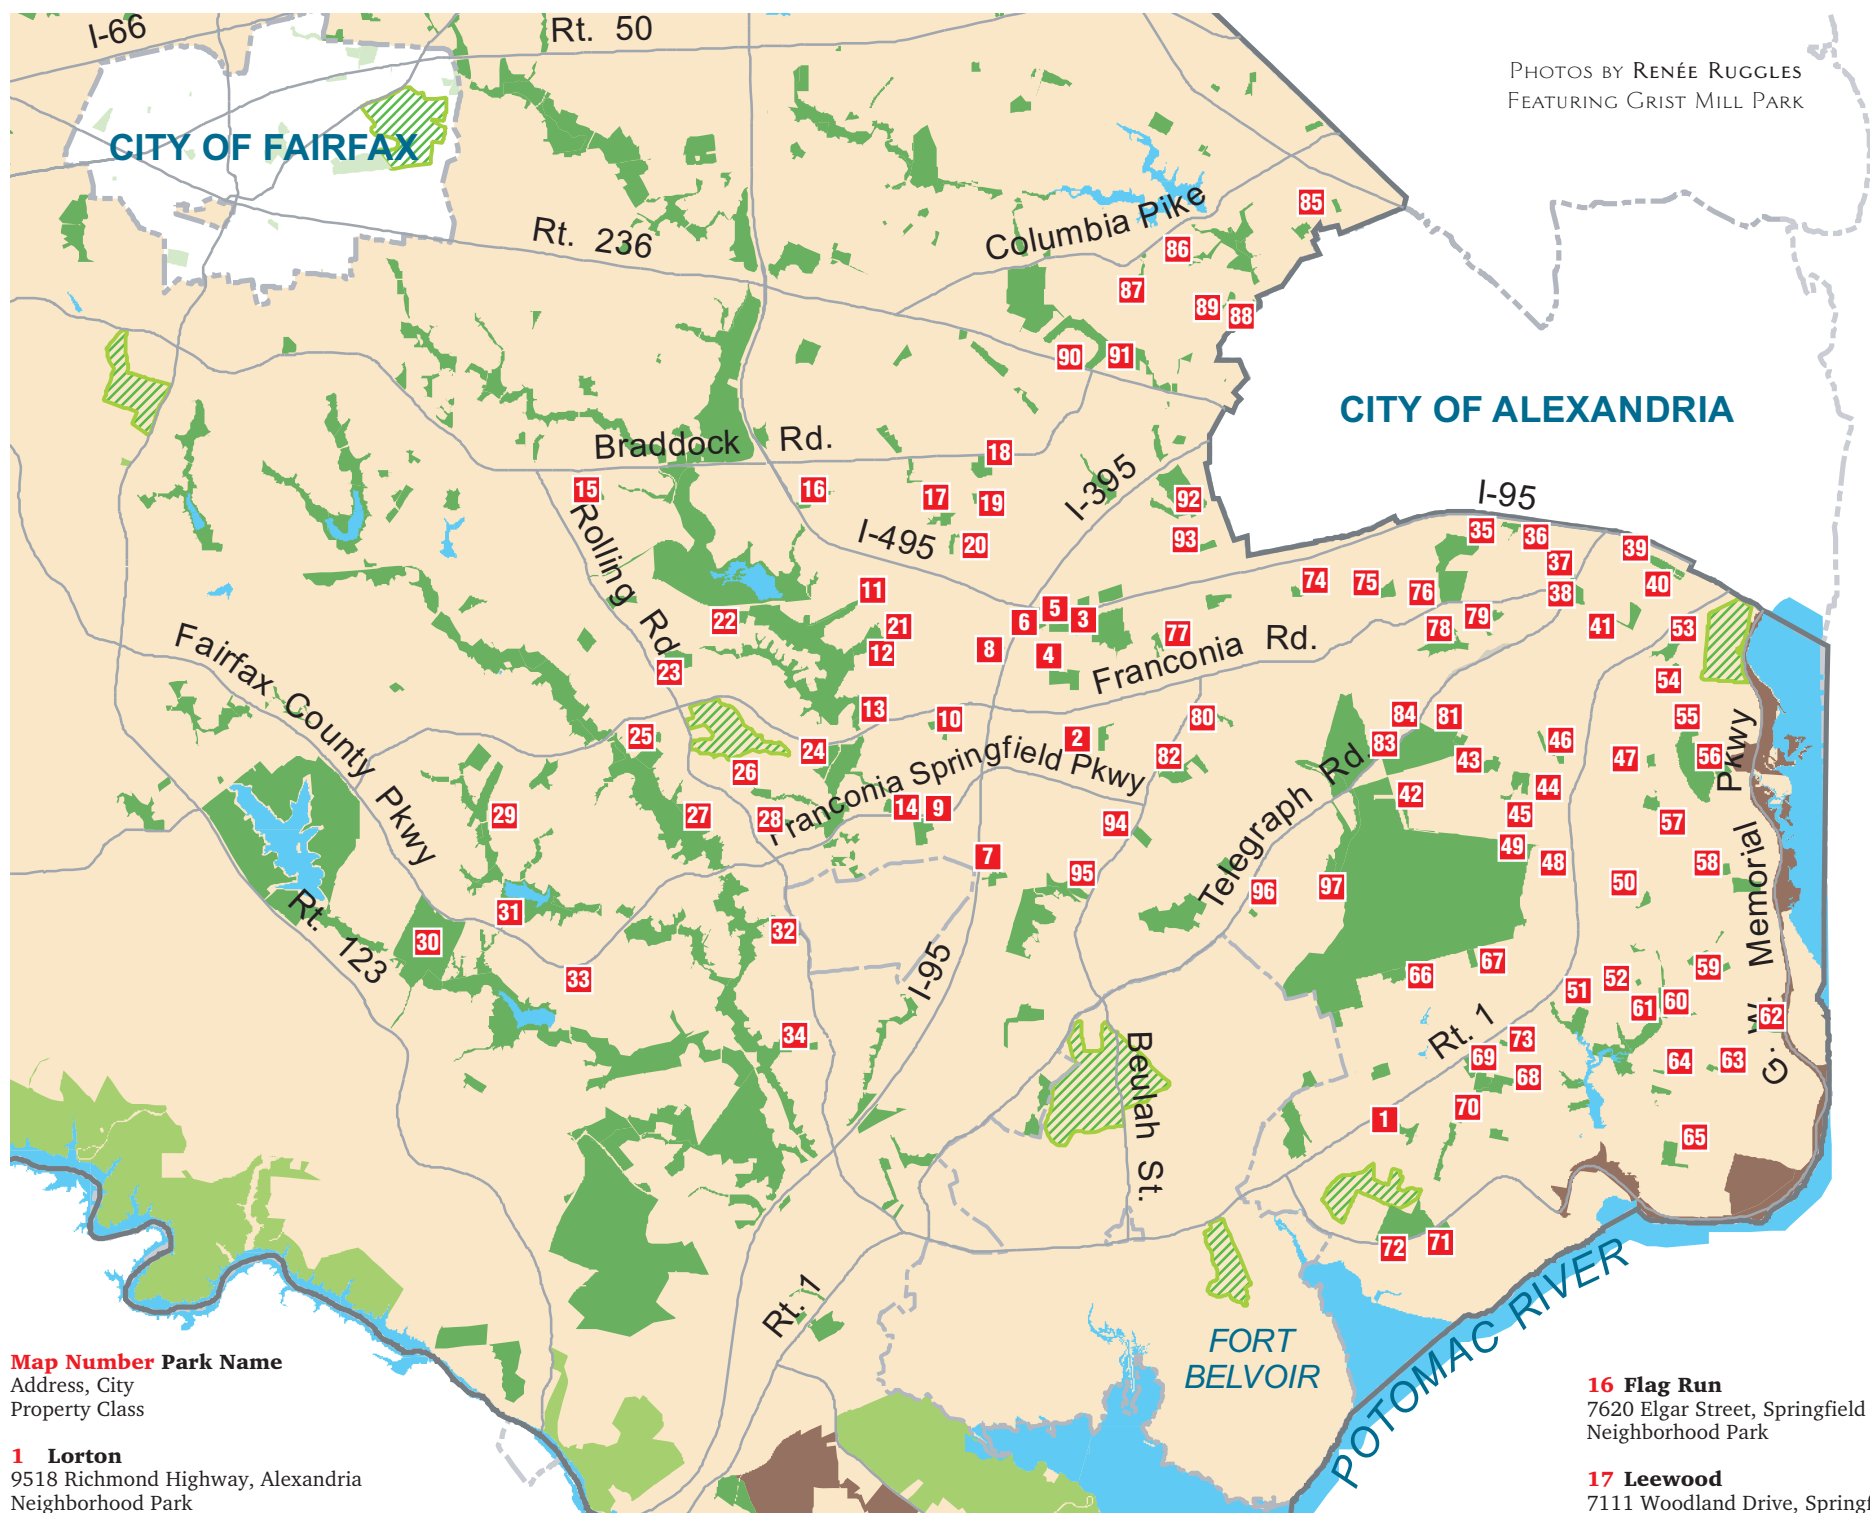 I-66
Rt. 50
PHOTOS BY RENÉE RUGGLES
FEATURING GRIST MILL PARK
CITY OF FAIRFAX
85
Columbia Pike
Rt. 236
86
87
89
88
90
91
CITY OF ALEXANDRIA
Braddock Rd.
18
I-395
15
16
17
19
92
I-95
Rolling Rd
I-495
20
93
35
36
39
37
74
75
76
38
40
11
5
6
3
22
21
77
78
79
41
53
12
8
4
Franconia Rd.
23
54
Fairfax County Pkwy
13
10
80
84
81
55
25
24
2
82
83
46
47
56
26
Franconia Springfield Pkwy
43
G. W. Memorial Pkwy
42
44
29
27
28
14
9
94
Telegraph Rd.
45
57
7
49
48
58
95
96
97
50
31
30
32
Rt. 123
33
I-95
66
67
51
52
59
61
60
62
34
Beulah St.
Rt. 1
73
69
68
64
63
1
70
65
72
71
Rt. 1
FORT
BELVOIR
POTOMAC RIVER
Map Number Park Name
Address, City
Property Class
1 Lorton
9518 Richmond Highway, Alexandria
Neighborhood Park
16 Flag Run
7620 Elgar Street, Springfield
Neighborhood Park
17 Leewood
7111 Woodland Drive, Springf